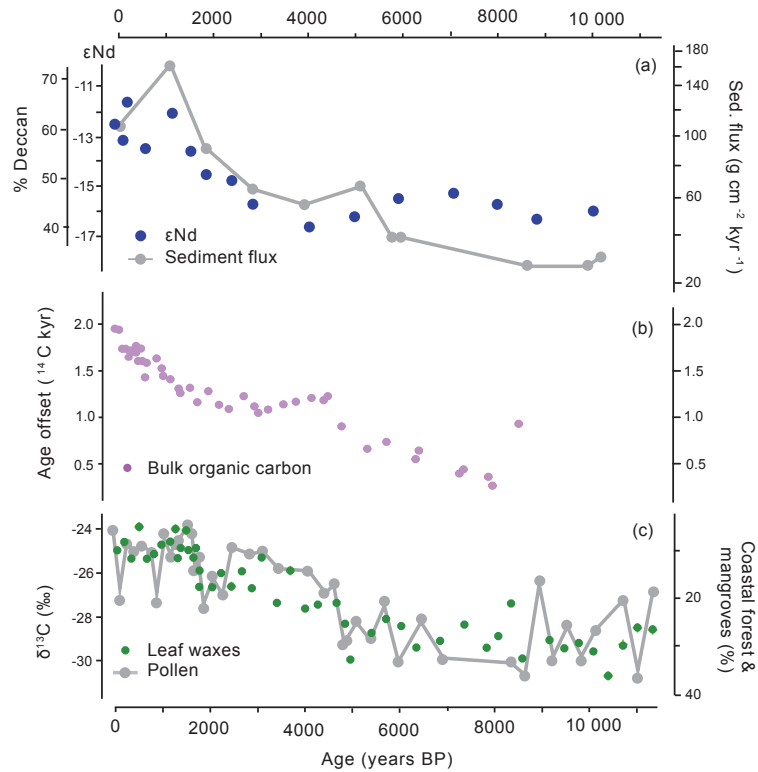 0 2000 4000 6000 8000 10 000
εNd
(a)
70
60
50
40
% Deccan
-11
-13
-15
-17
180
140
100
60
20
Sed. flux (g cm -2 kyr -1)
εNd
Sediment flux
(b)
2.0
1.5
1.0
0.5
Age offset ( 14 C kyr)
2.0
1.5
1.0
0.5
Bulk organic carbon
(c)
-24
-26
-28
-30
δ13C (‰)
20
40
Coastal forest &
mangroves (%)
Leaf waxes
Pollen
0 2000 4000 6000 8000 10 000
Age (years BP)